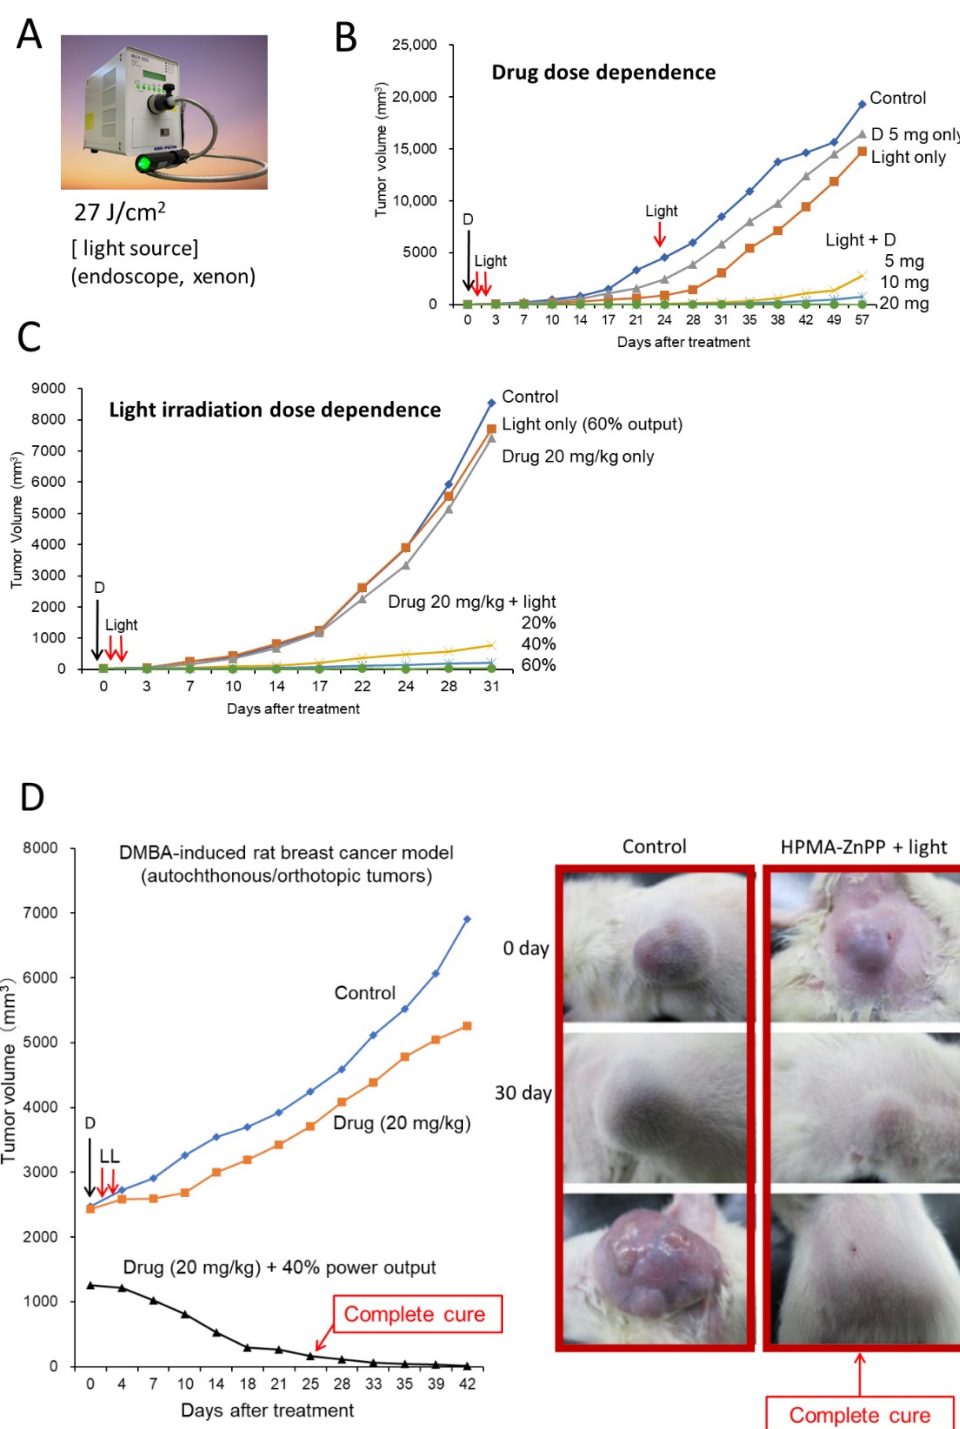 A
27 J/cm²
[ light source]
(endoscope, xenon)
B
Drug dose dependence
Tumor volume (mm³)
25,000
20,000
15,000
10,000
5000
0
D
Light
Light
Control
D 5 mg only
Light only
Light + D
5 mg
10 mg
20 mg
0 3 7 10 14 17 21 24 28 31 35 38 42 49 57
Days after treatment
C
Light irradiation dose dependence
Tumor Volume (mm³)
9000
8000
7000
6000
5000
4000
3000
2000
1000
0
D
Light
Control
Light only (60% output)
Drug 20 mg/kg only
Drug 20 mg/kg + light
20%
40%
60%
0 3 7 10 14 17 22 24 28 31
Days after treatment
D
DMBA-induced rat breast cancer model
(autochthonous/orthotopic tumors)
Tumor volume (mm³)
8000
7000
6000
5000
4000
3000
2000
1000
0
D
LL
Control
Drug (20 mg/kg)
Drug (20 mg/kg) + 40% power output
Complete cure
0 4 7 10 14 18 21 25 28 33 35 39 42
Days after treatment
Control
HPMA-ZnPP + light
0 day
30 day
Complete cure